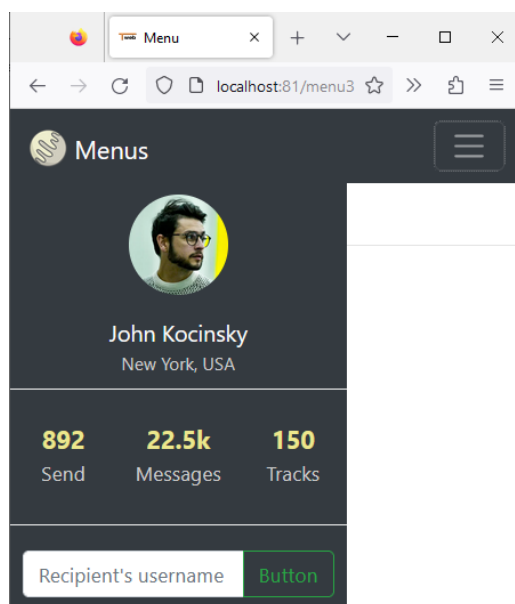 Menu
localhost:81/menu3
Menus
John Kocinsky
New York, USA
892 22.5k 150
Send Messages Tracks
Recipient's username Button